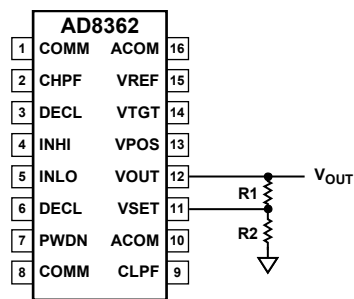 AD8362
1 COMM ACOM 16
2 CHPF VREF 15
3 DECL VTGT 14
4 INHI VPOS 13
5 INLO VOUT 12 VOUT
R1
6 DECL VSET 11
R2
7 PWDN ACOM 10
8 COMM CLPF 9